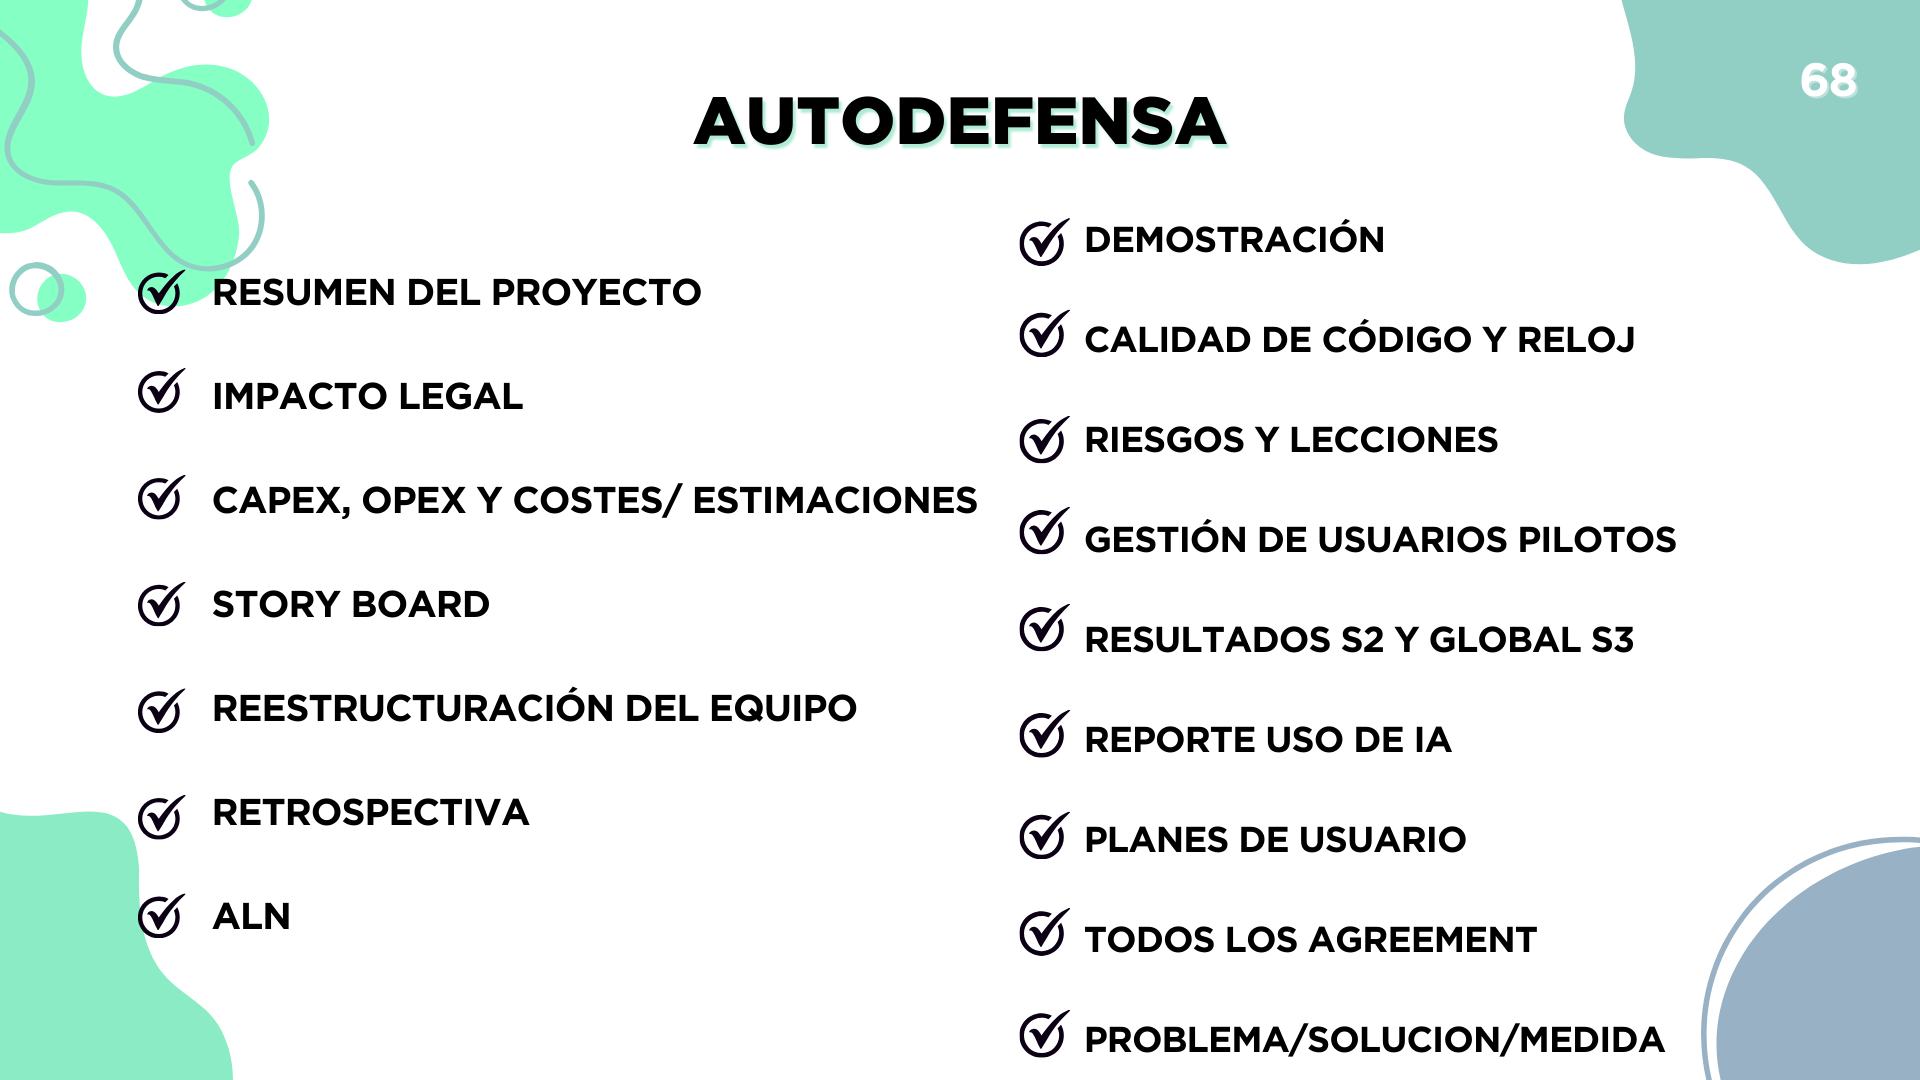 68
AUTODEFENSA
RESUMEN DEL PROYECTO
IMPACTO LEGAL
CAPEX, OPEX Y COSTES/ ESTIMACIONES
STORY BOARD
REESTRUCTURACIÓN DEL EQUIPO
RETROSPECTIVA
ALN
DEMOSTRACIÓN
CALIDAD DE CÓDIGO Y RELOJ
RIESGOS Y LECCIONES
GESTIÓN DE USUARIOS PILOTOS
RESULTADOS S2 Y GLOBAL S3
REPORTE USO DE IA
PLANES DE USUARIO
TODOS LOS AGREEMENT
PROBLEMA/SOLUCION/MEDIDA